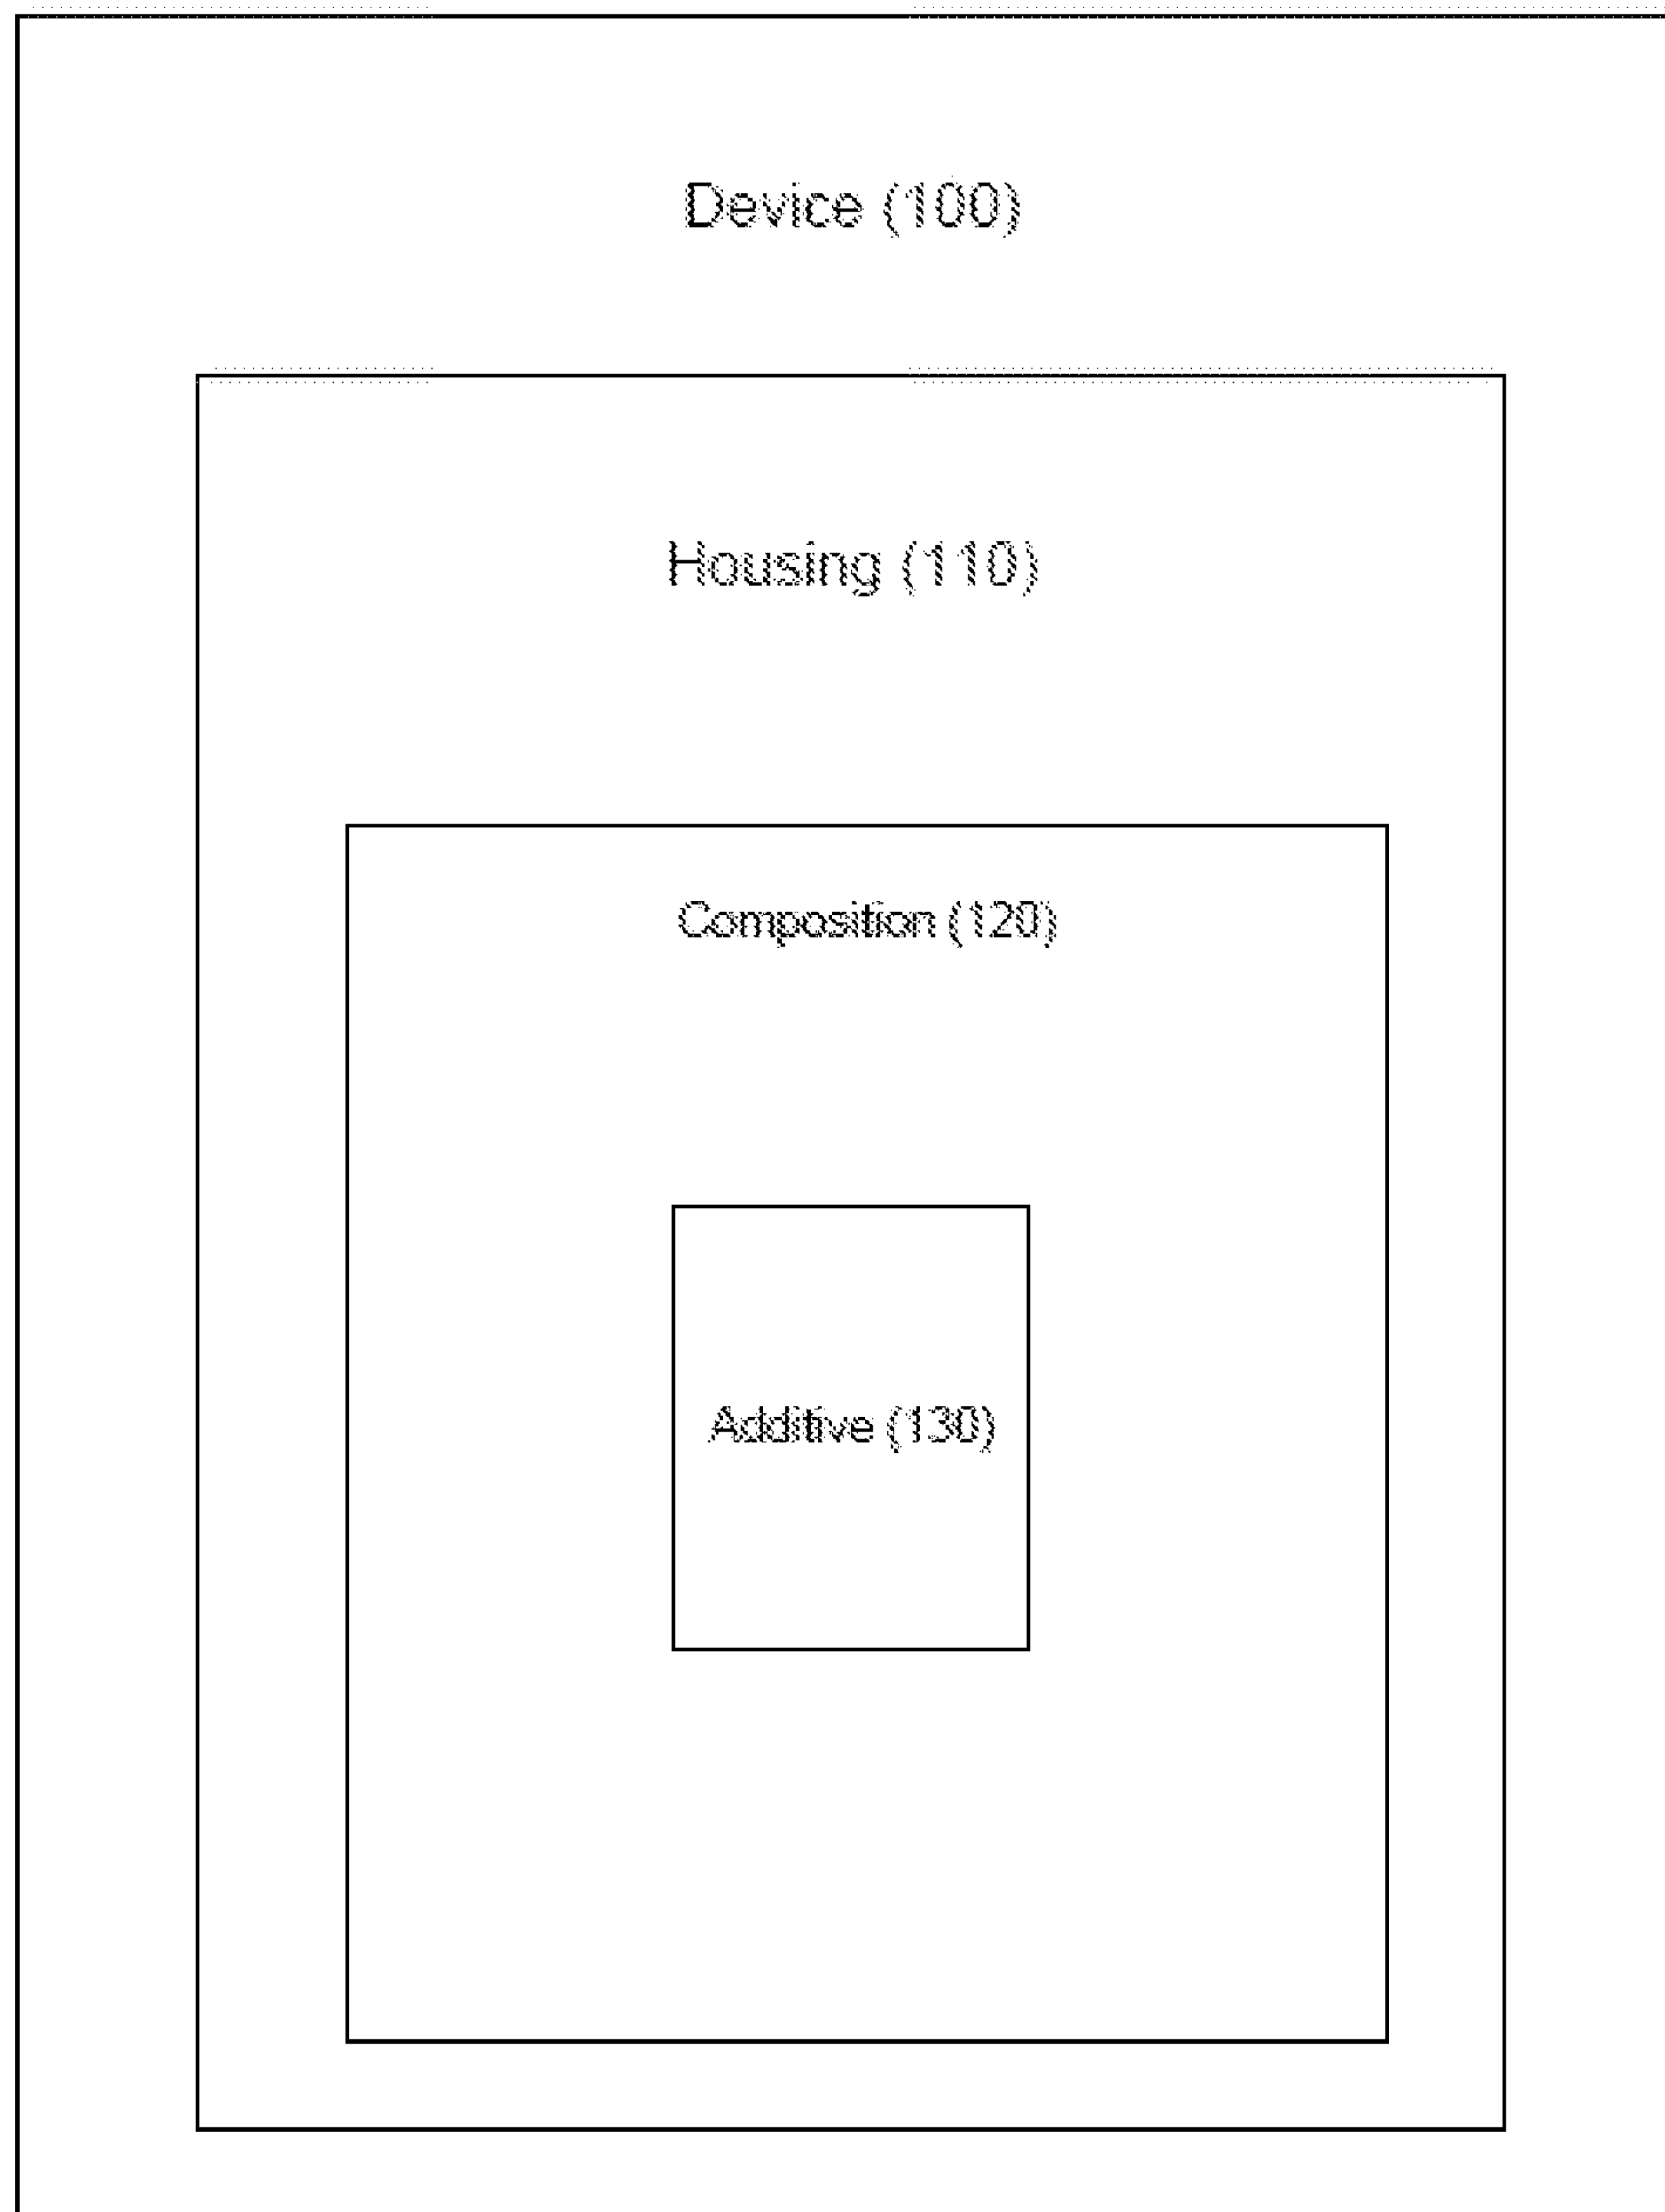 Device (100)
Housing (110)
Composition (120)
Additive (130)